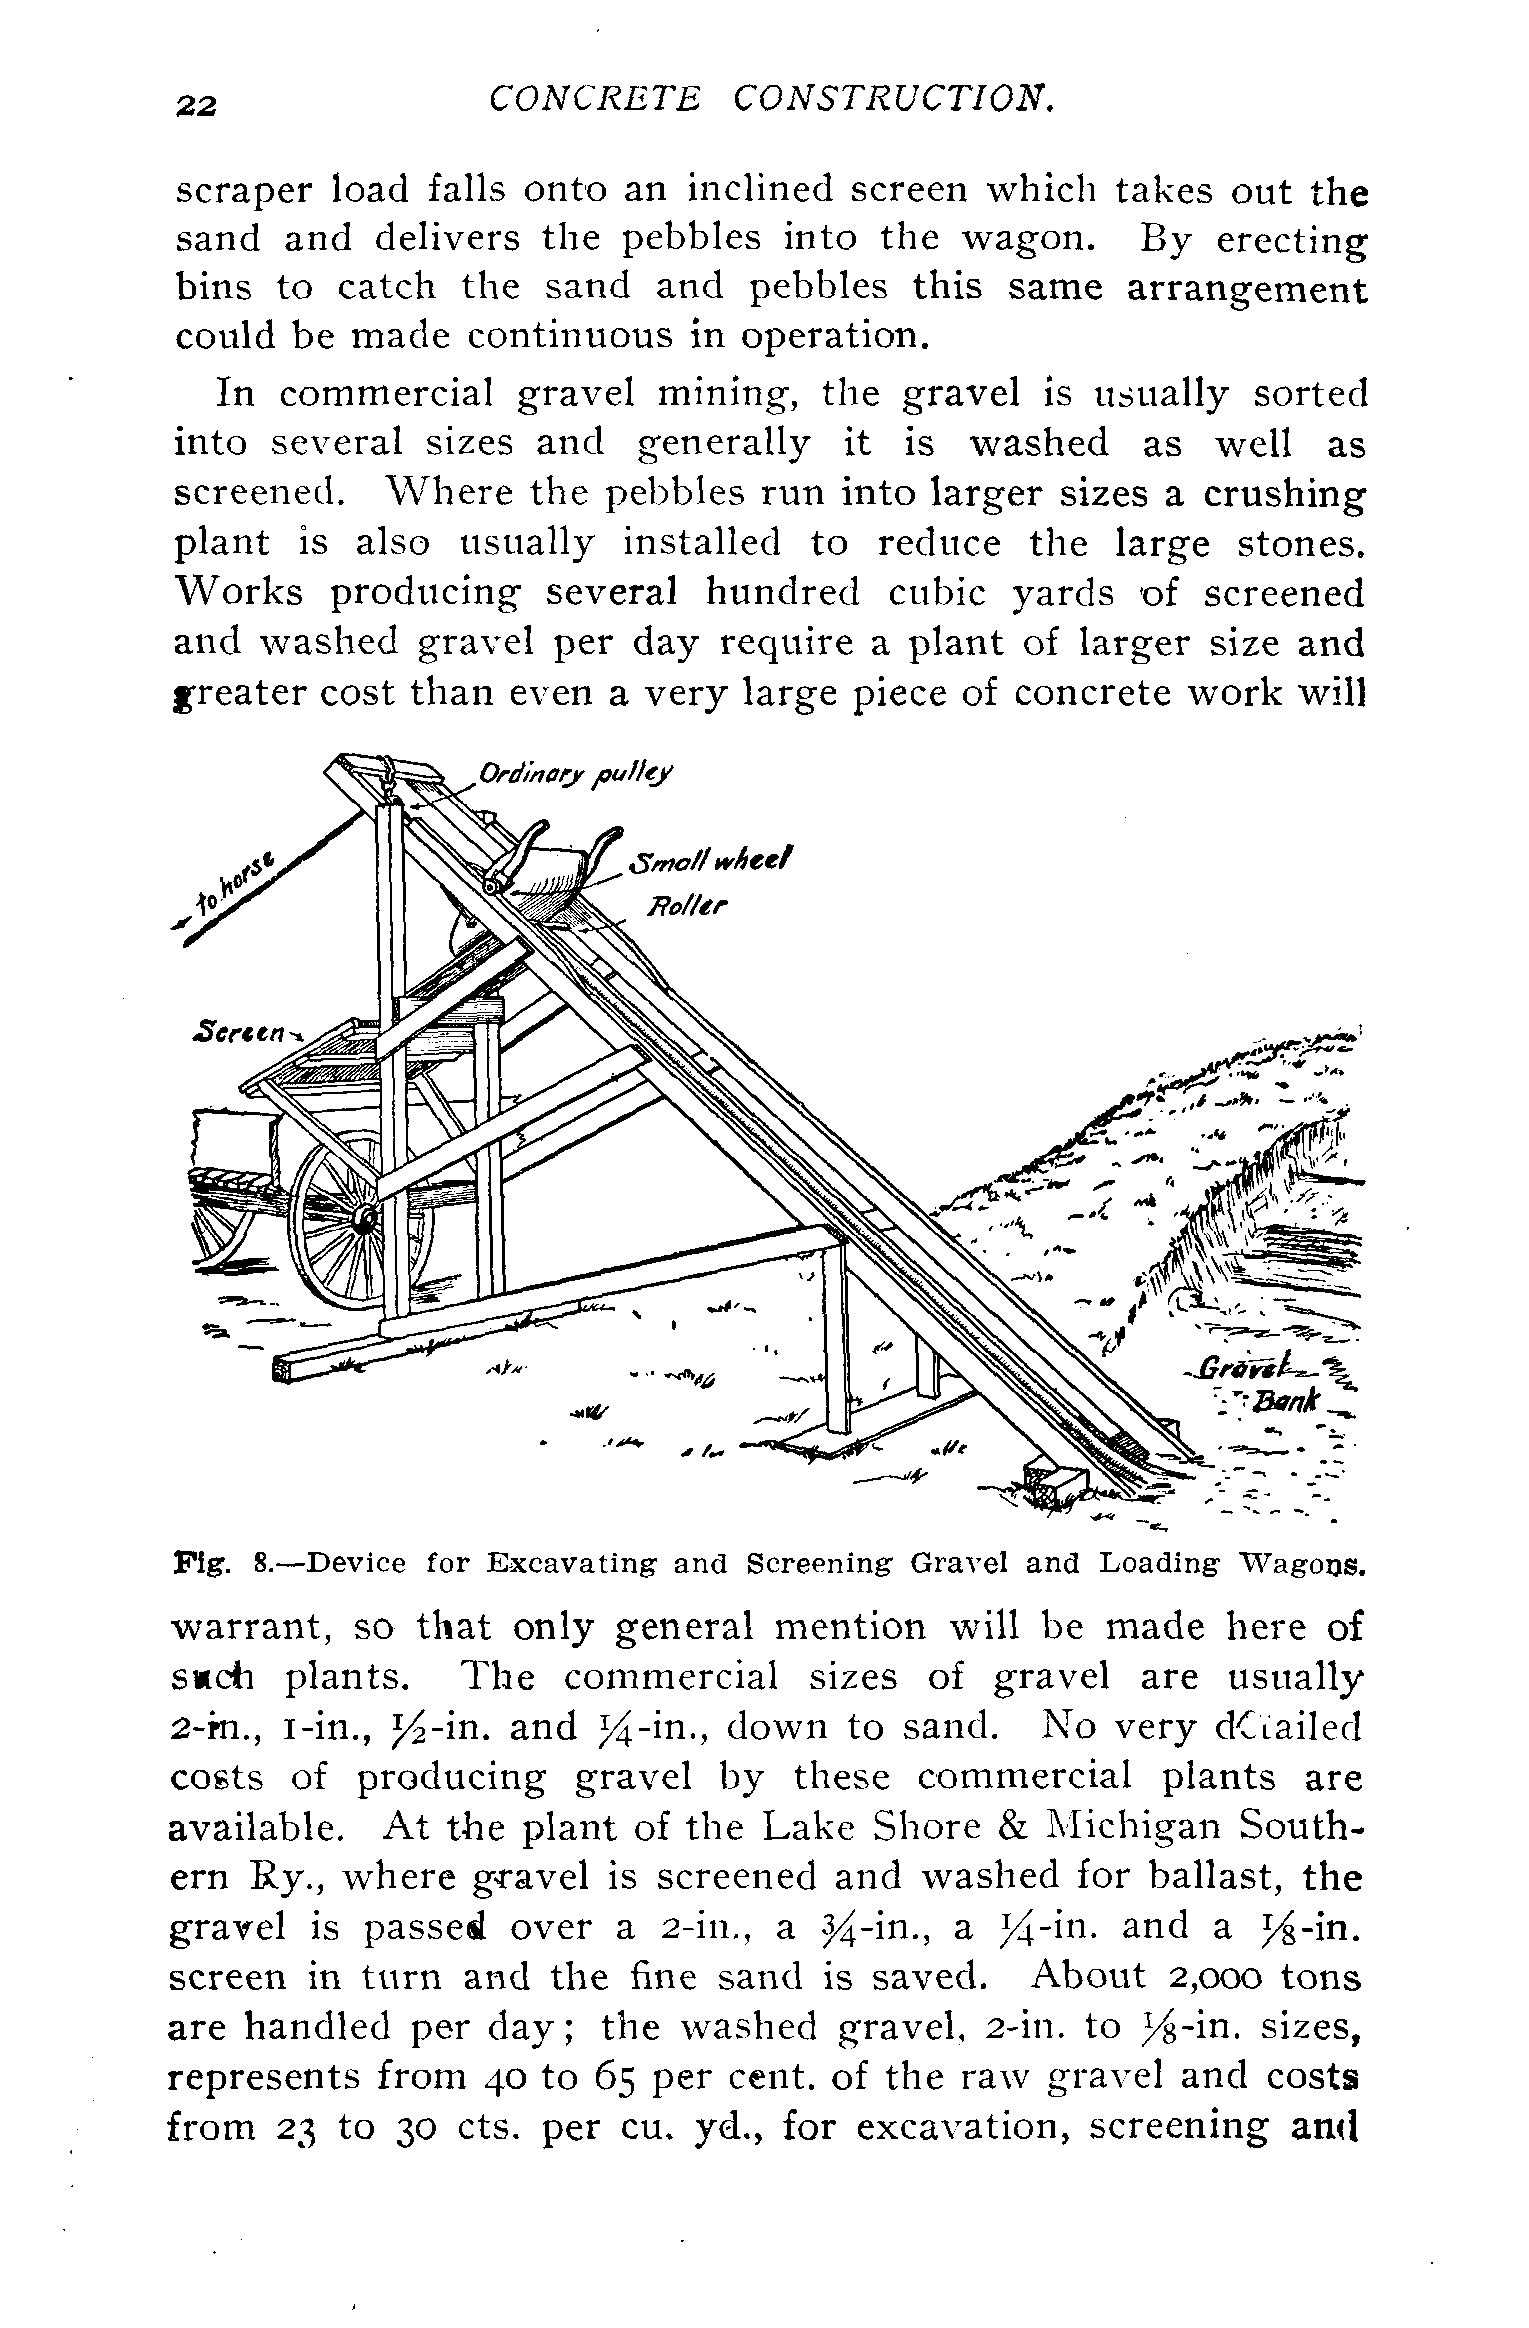 22 CONCRETE CONSTRUCTION.
scraper load falls onto an inclined screen which takes out the
sand and delivers the pebbles into the wagon. By erecting
bins to catch the sand and pebbles this same arrangement
could be made continuous in operation.
In commercial gravel mining, the gravel is usually sorted
into several sizes and generally it is washed as well as
screened. Where the pebbles run into larger sizes a crushing
plant is also usually installed to reduce the large stones.
Works producing several hundred cubic yards of screened
and washed gravel per day require a plant of larger size and
greater cost than even a very large piece of concrete work will
Ordinary pulley
Small wheel
to horse
Roller
Screen
Gravel
Bank
Fig. 8.—Device for Excavating and Screening Gravel and Loading Wagons.
warrant, so that only general mention will be made here of
such plants. The commercial sizes of gravel are usually
2-in., 1-in., ½-in. and ¼-in., down to sand. No very detailed
costs of producing gravel by these commercial plants are
available. At the plant of the Lake Shore & Michigan South-
ern Ry., where gravel is screened and washed for ballast, the
gravel is passed over a 2-in., a ¾-in., a ¼-in. and a ⅛-in.
screen in turn and the fine sand is saved. About 2,000 tons
are handled per day; the washed gravel, 2-in. to ⅛-in. sizes,
represents from 40 to 65 per cent. of the raw gravel and costs
from 23 to 30 cts. per cu. yd., for excavation, screening and